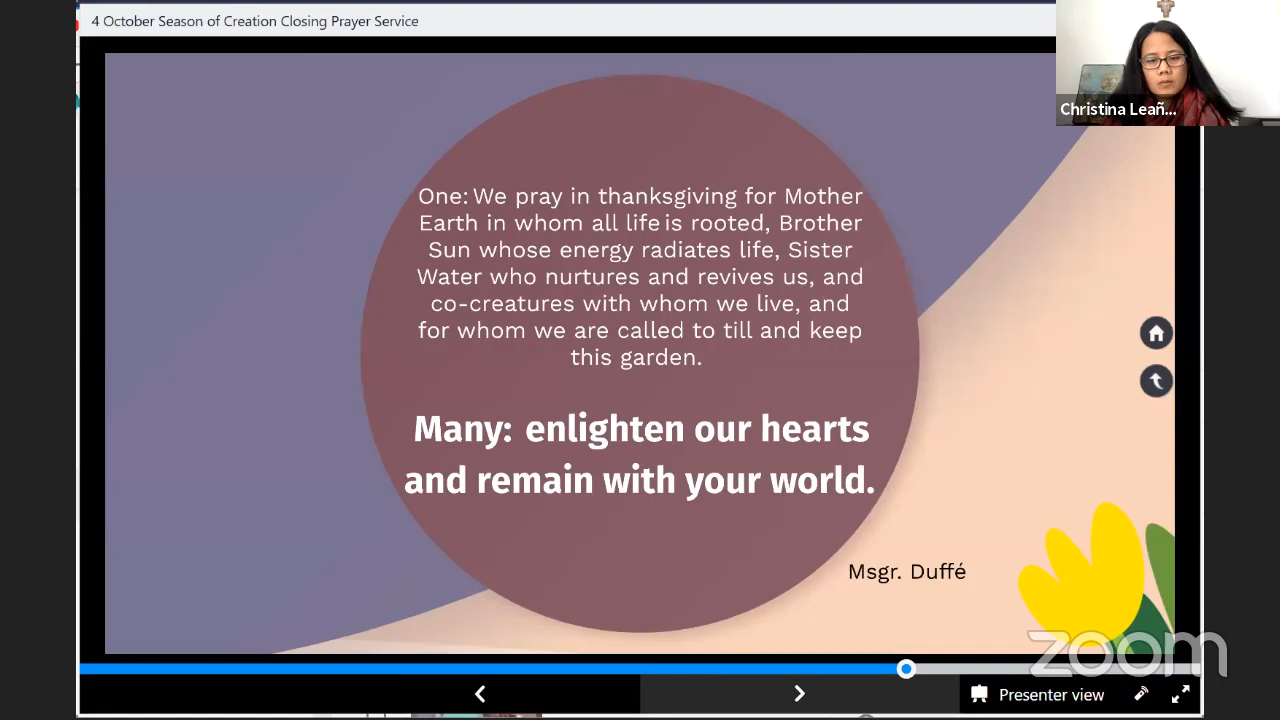 4 October Season of Creation Closing Prayer Service
Christina Leañ...
One: We pray in thanksgiving for Mother
Earth in whom all life is rooted, Brother
Sun whose energy radiates life, Sister
Water who nurtures and revives us, and
co-creatures with whom we live, and
for whom we are called to till and keep
this garden.
Many: enlighten our hearts
and remain with your world.
Msgr. Duffé
zoom
Presenter view